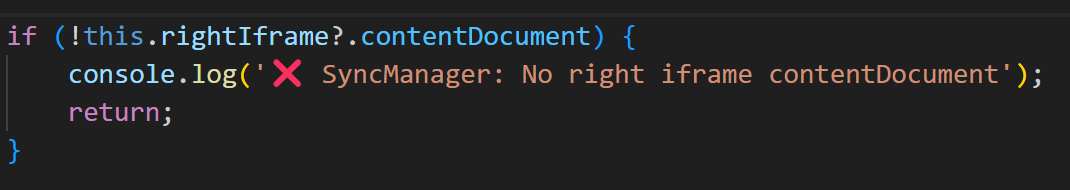 if (!this.rightIframe?.contentDocument) {
    console.log('❌ SyncManager: No right iframe contentDocument');
    return;
}